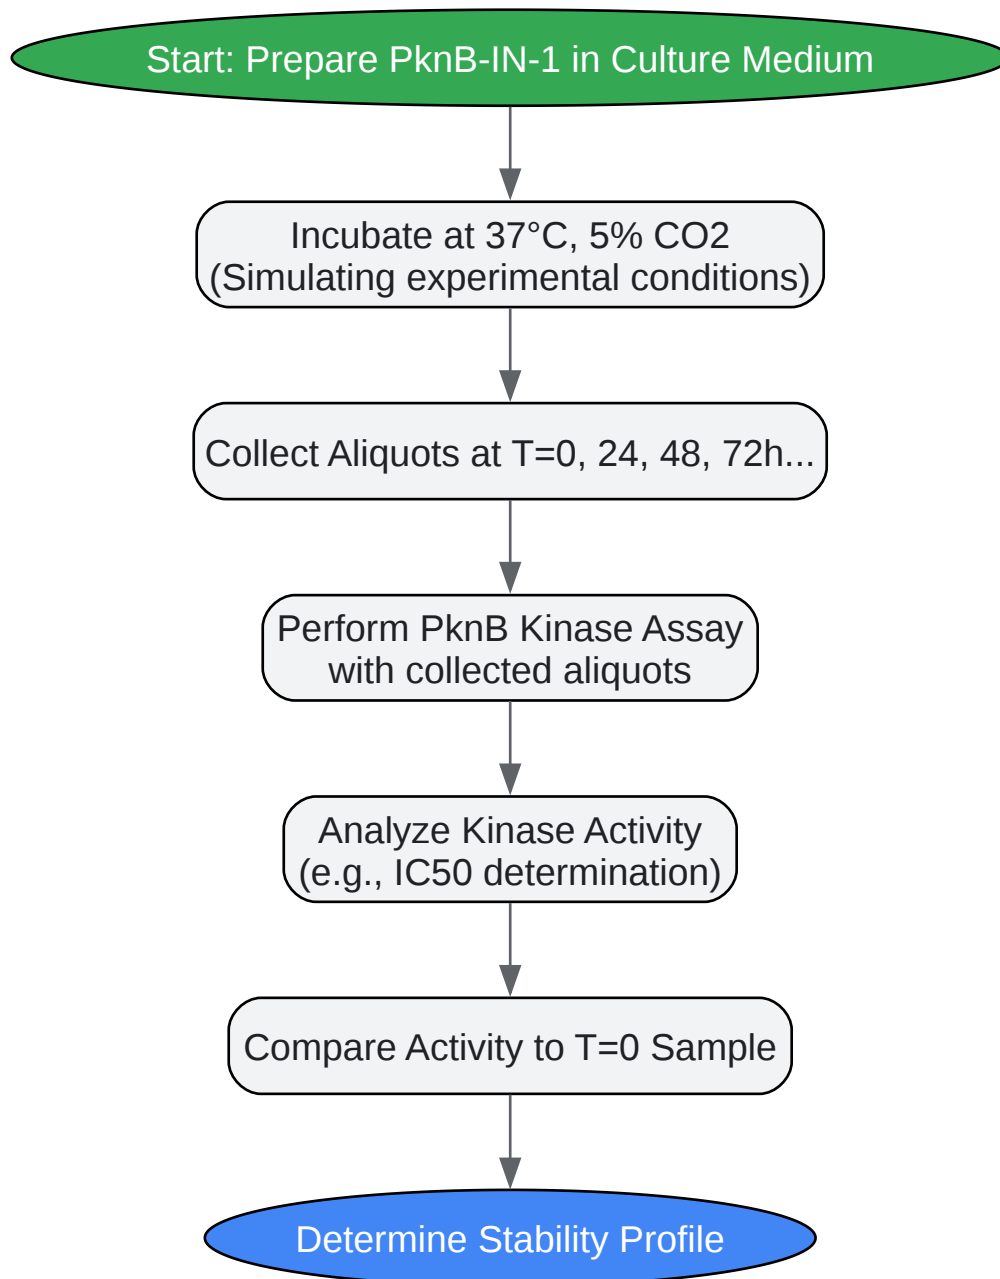 Start: Prepare PknB-IN-1 in Culture Medium
Incubate at 37°C, 5% CO2
(Simulating experimental conditions)
Collect Aliquots at T=0, 24, 48, 72h...
Perform PknB Kinase Assay
with collected aliquots
Analyze Kinase Activity
(e.g., IC50 determination)
Compare Activity to T=0 Sample
Determine Stability Profile